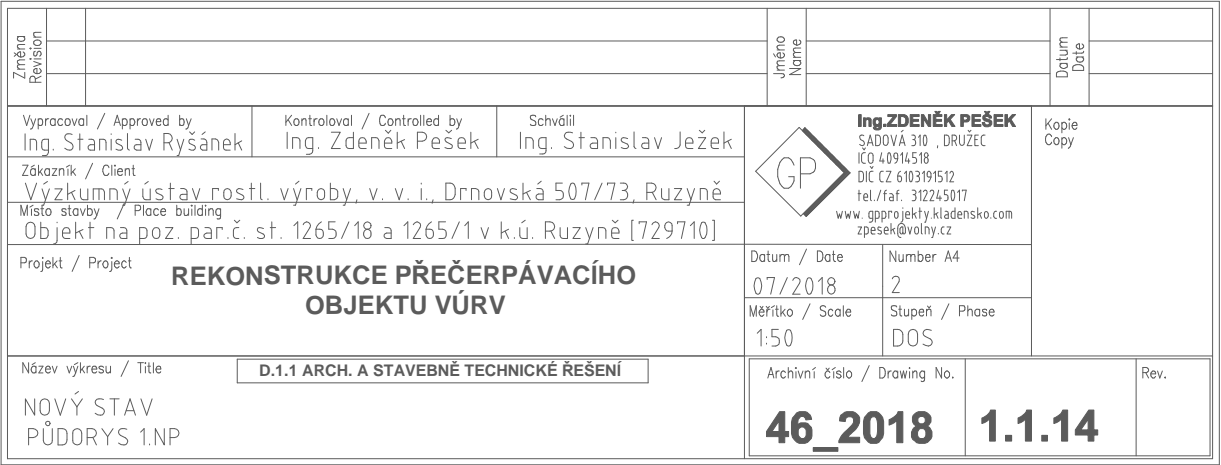 Změna
Revision
Jméno
Name
Datum
Date
Vypracoval / Approved by
Ing. Stanislav Ryšánek
Kontroloval / Controlled by
Ing. Zdeněk Pešek
Schválil
Ing. Stanislav Ježek
Zákazník / Client
Výzkumný ústav rostl. výroby, v. v. i., Drnovská 507/73, Ruzyně
Místo stavby / Place building
Objekt na poz. par.č. st. 1265/18 a 1265/1 v k.ú. Ruzyně [729710]
GP
Ing.ZDENĚK PEŠEK
SADOVÁ 310 , DRUŽEC
IČO 40914518
DIČ CZ 6103191512
tel./faf. 312245017
www. gpprojekty.kladensko.com
zpesek@volny.cz
Kopie
Copy
Projekt / Project
REKONSTRUKCE PŘEČERPÁVACÍHO
OBJEKTU VÚRV
Datum / Date
07/2018
Number A4
2
Měřítko / Scale
1:50
Stupeň / Phase
DOS
Název výkresu / Title
D.1.1 ARCH. A STAVEBNĚ TECHNICKÉ ŘEŠENÍ
NOVÝ STAV
PŮDORYS 1.NP
Archivní číslo / Drawing No.
46_2018
1.1.14
Rev.